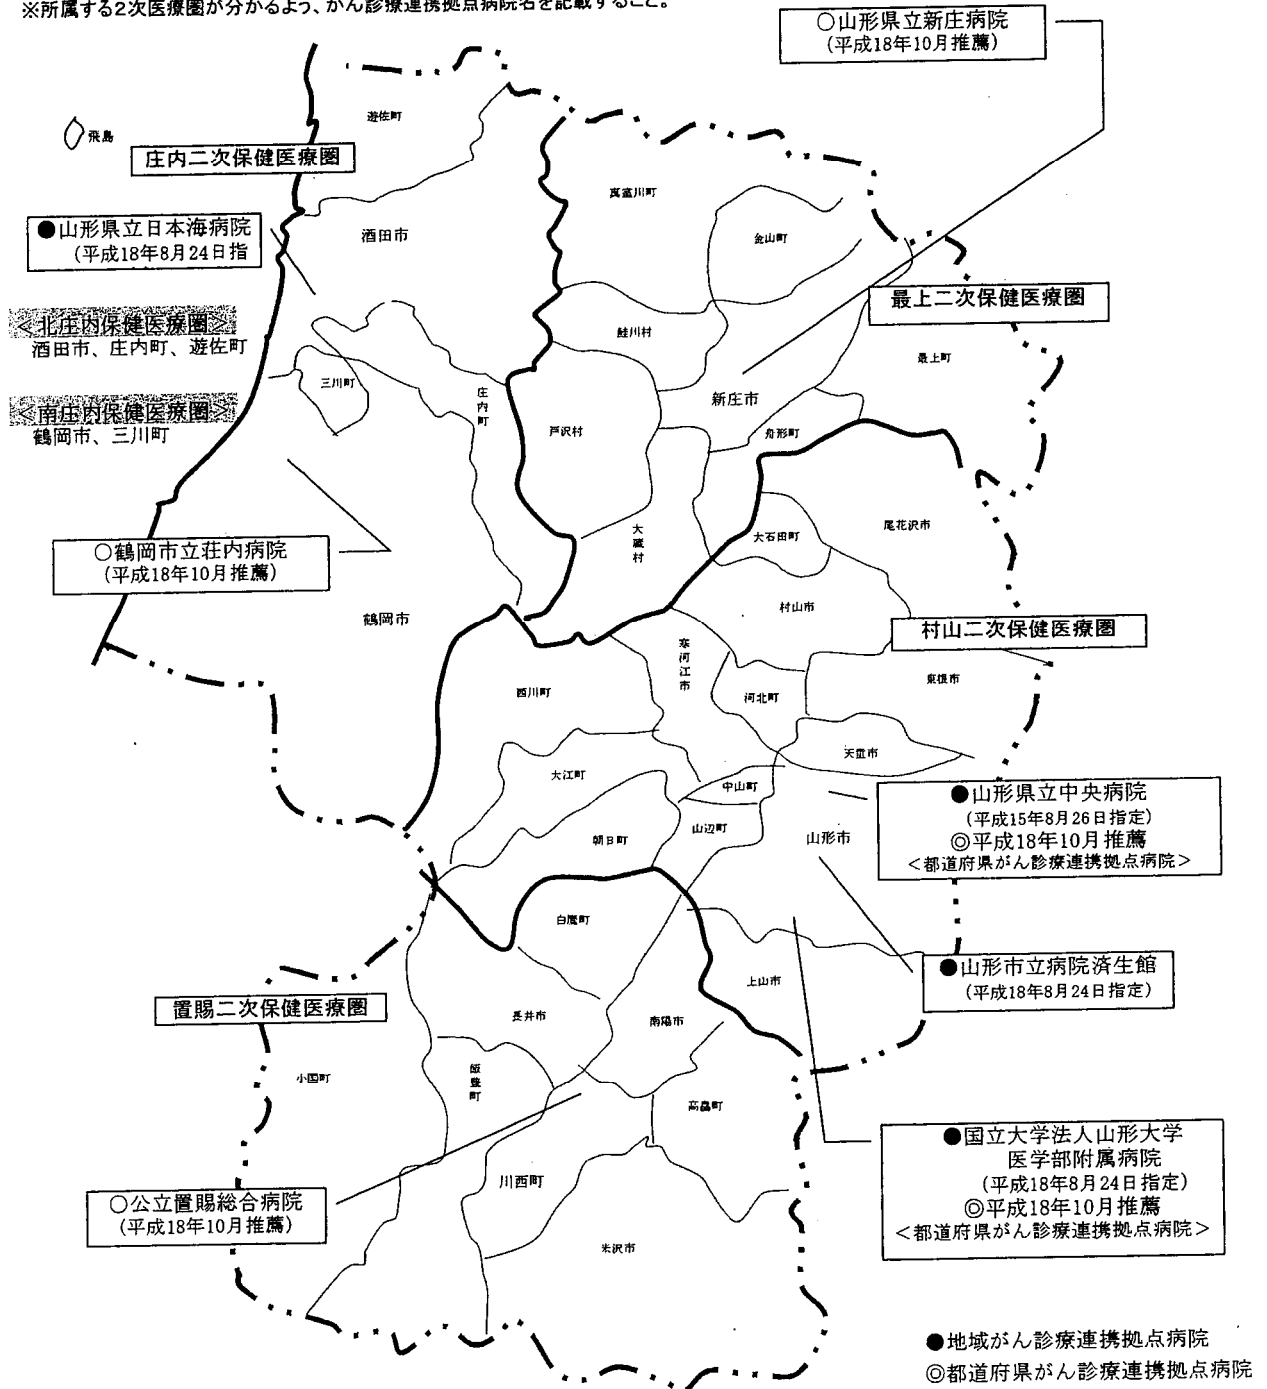 ※所属する2次医療圏が分かるよう、がん診療連携拠点病院名を記載すること。
○山形県立新庄病院
(平成18年10月推薦)
遊佐町
飛島
庄内二次保健医療圏
真室川町
●山形県立日本海病院
(平成18年8月24日指
酒田市
金山町
最上二次保健医療圏
<北庄内保健医療圏>
酒田市、庄内町、遊佐町
鮭川村
最上町
三川町
庄内町
新庄市
<南庄内保健医療圏>
鶴岡市、三川町
戸沢村
舟形町
大蔵村
大石田町
尾花沢市
○鶴岡市立荘内病院
(平成18年10月推薦)
鶴岡市
村山市
村山二次保健医療圏
寒河江市
西川町
河北町
東根市
天童市
大江町
中山町
●山形県立中央病院
(平成15年8月26日指定)
◎平成18年10月推薦
<都道府県がん診療連携拠点病院>
山辺町
朝日町
山形市
白鷹町
●山形市立病院済生館
(平成18年8月24日指定)
上山市
置賜二次保健医療圏
長井市
南陽市
小国町
飯豊町
高畠町
●国立大学法人山形大学
医学部附属病院
(平成18年8月24日指定)
◎平成18年10月推薦
<都道府県がん診療連携拠点病院>
川西町
○公立置賜総合病院
(平成18年10月推薦)
米沢市
●地域がん診療連携拠点病院
◎都道府県がん診療連携拠点病院